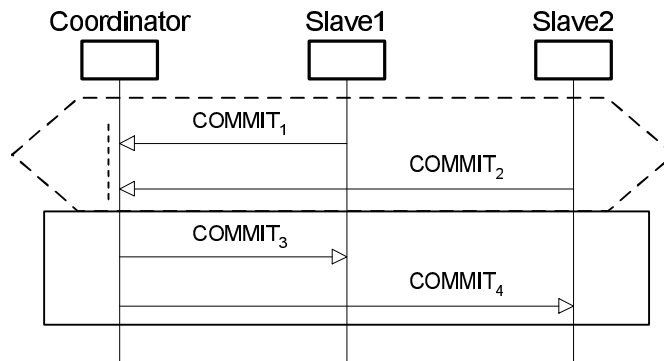 Coordinator Slave1 Slave2
COMMIT₁
COMMIT₂
COMMIT₃
COMMIT₄